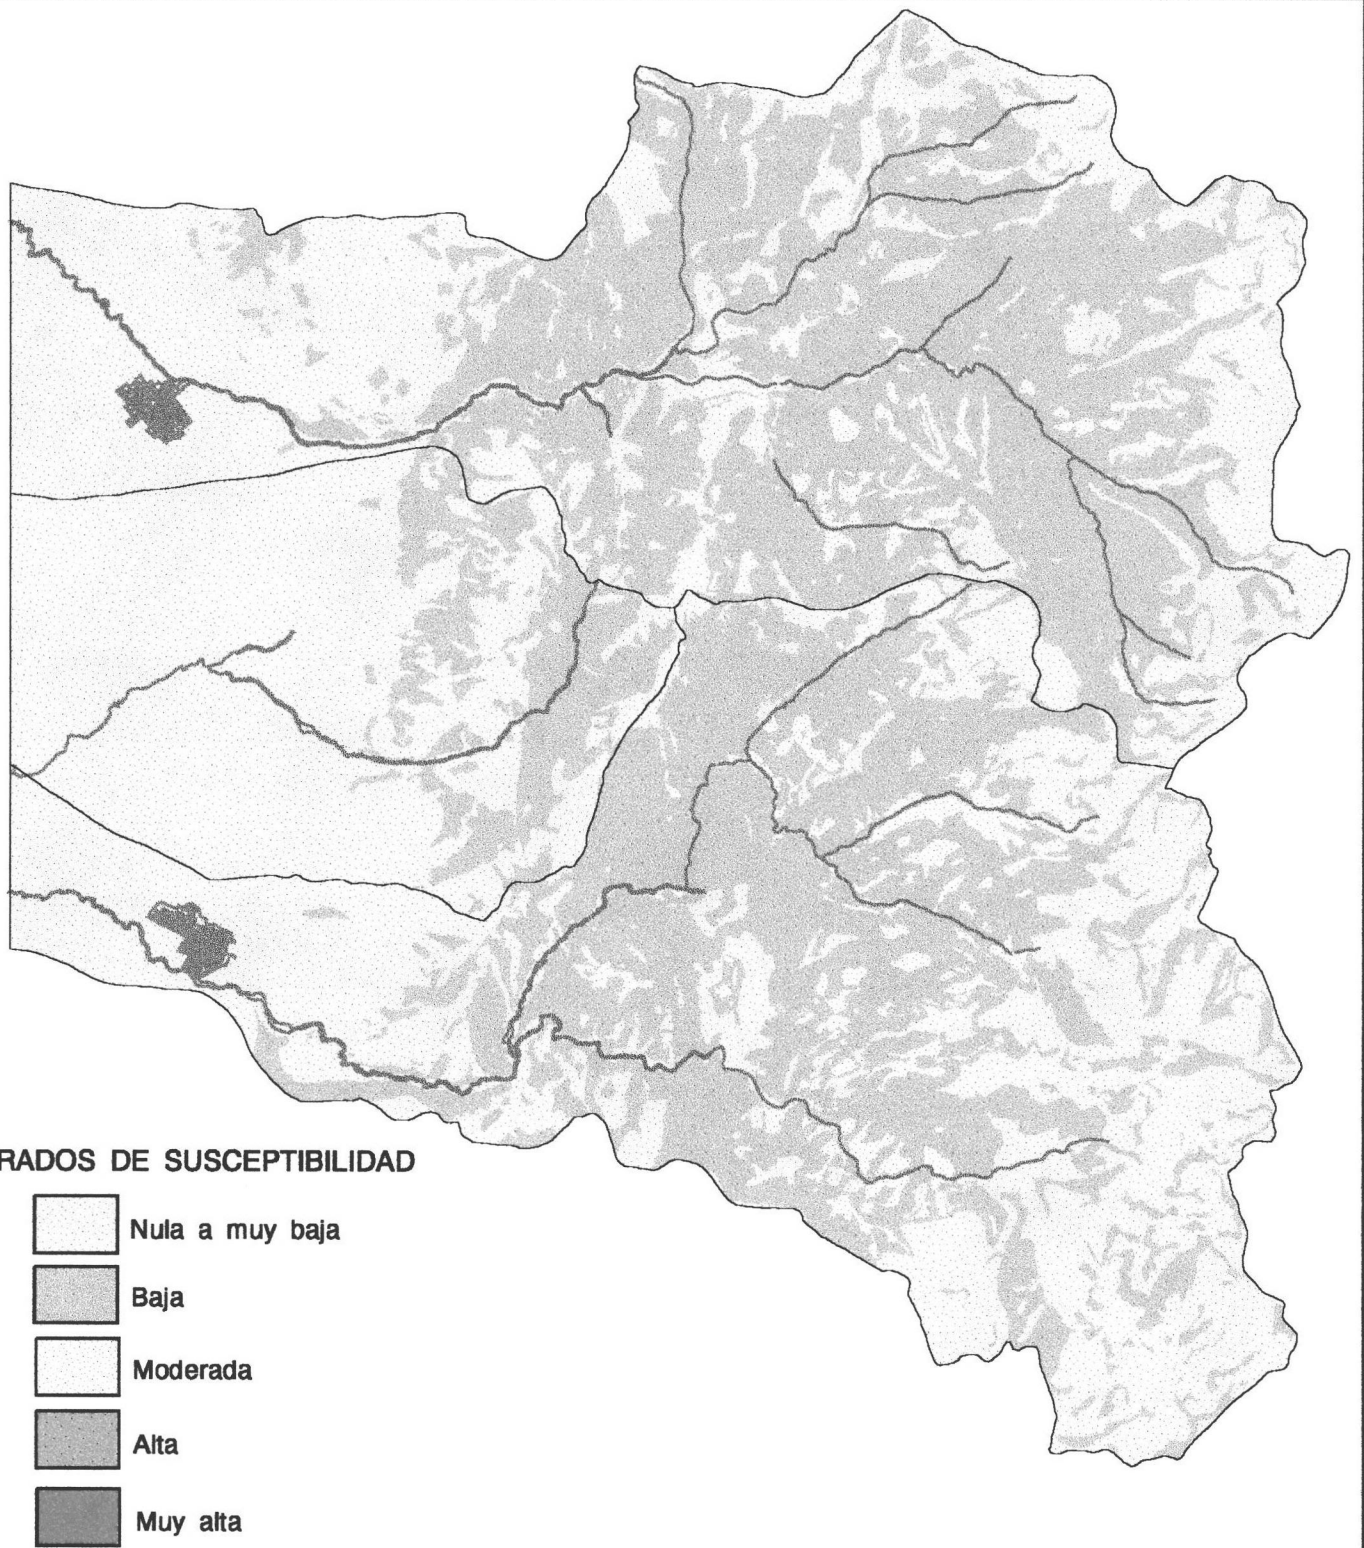 RADOS DE SUSCEPTIBILIDAD
Nula a muy baja
Baja
Moderada
Alta
Muy alta